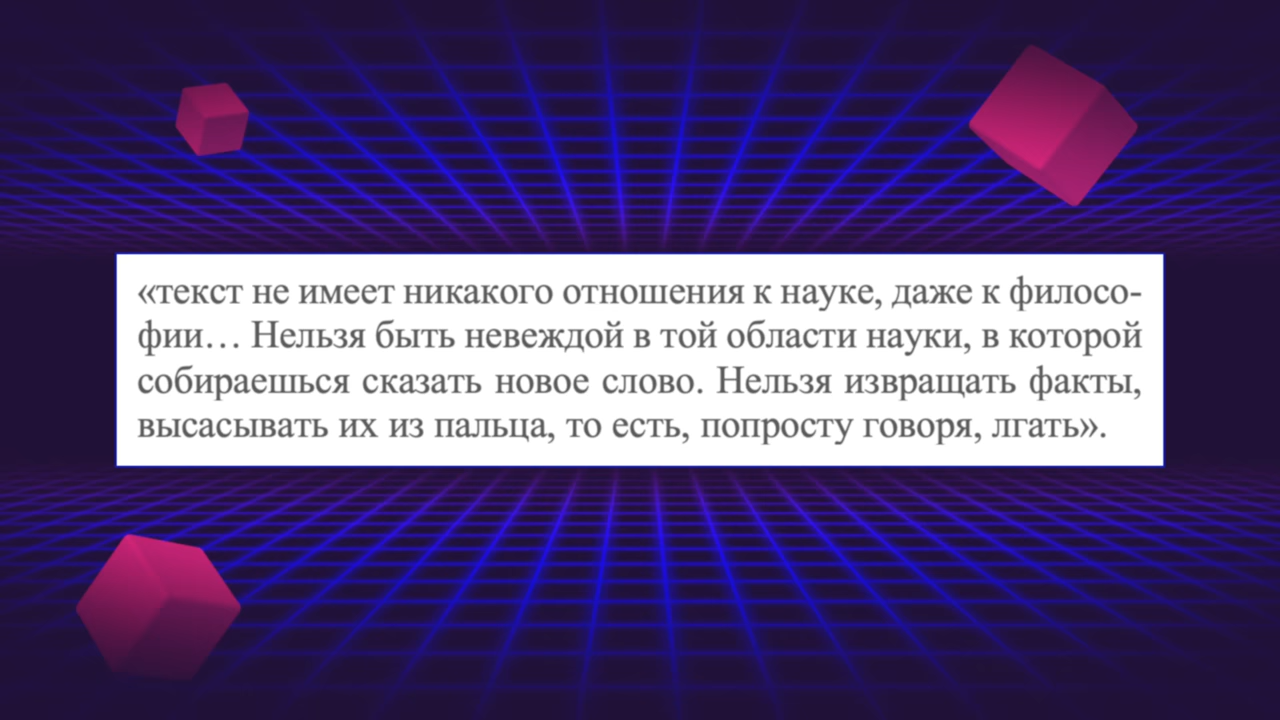 «текст не имеет никакого отношения к науке, даже к филосо-
фии… Нельзя быть невеждой в той области науки, в которой
собираешься сказать новое слово. Нельзя извращать факты,
высасывать их из пальца, то есть, попросту говоря, лгать».